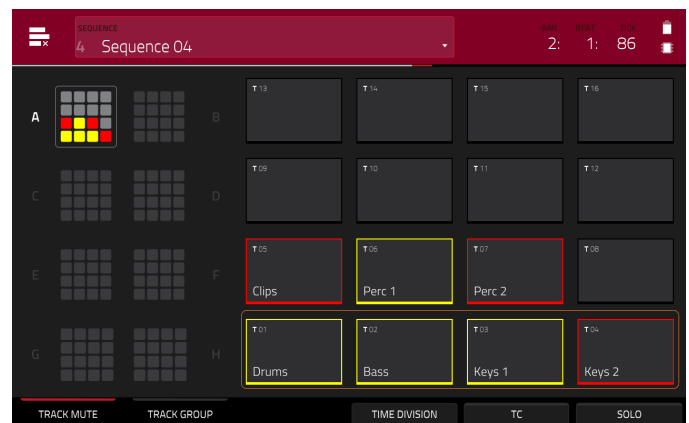 SEQUENCE
4 Sequence 04
BAR BEAT TICK
2: 1: 86
A B
T 13 T 14 T 15 T 16
C D
T 09 T 10 T 11 T 12
E F
T 05 T 06 T 07 T 08
Clips Perc 1 Perc 2
G H
T 01 T 02 T 03 T 04
Drums Bass Keys 1 Keys 2
TRACK MUTE TRACK GROUP TIME DIVISION TC SOLO